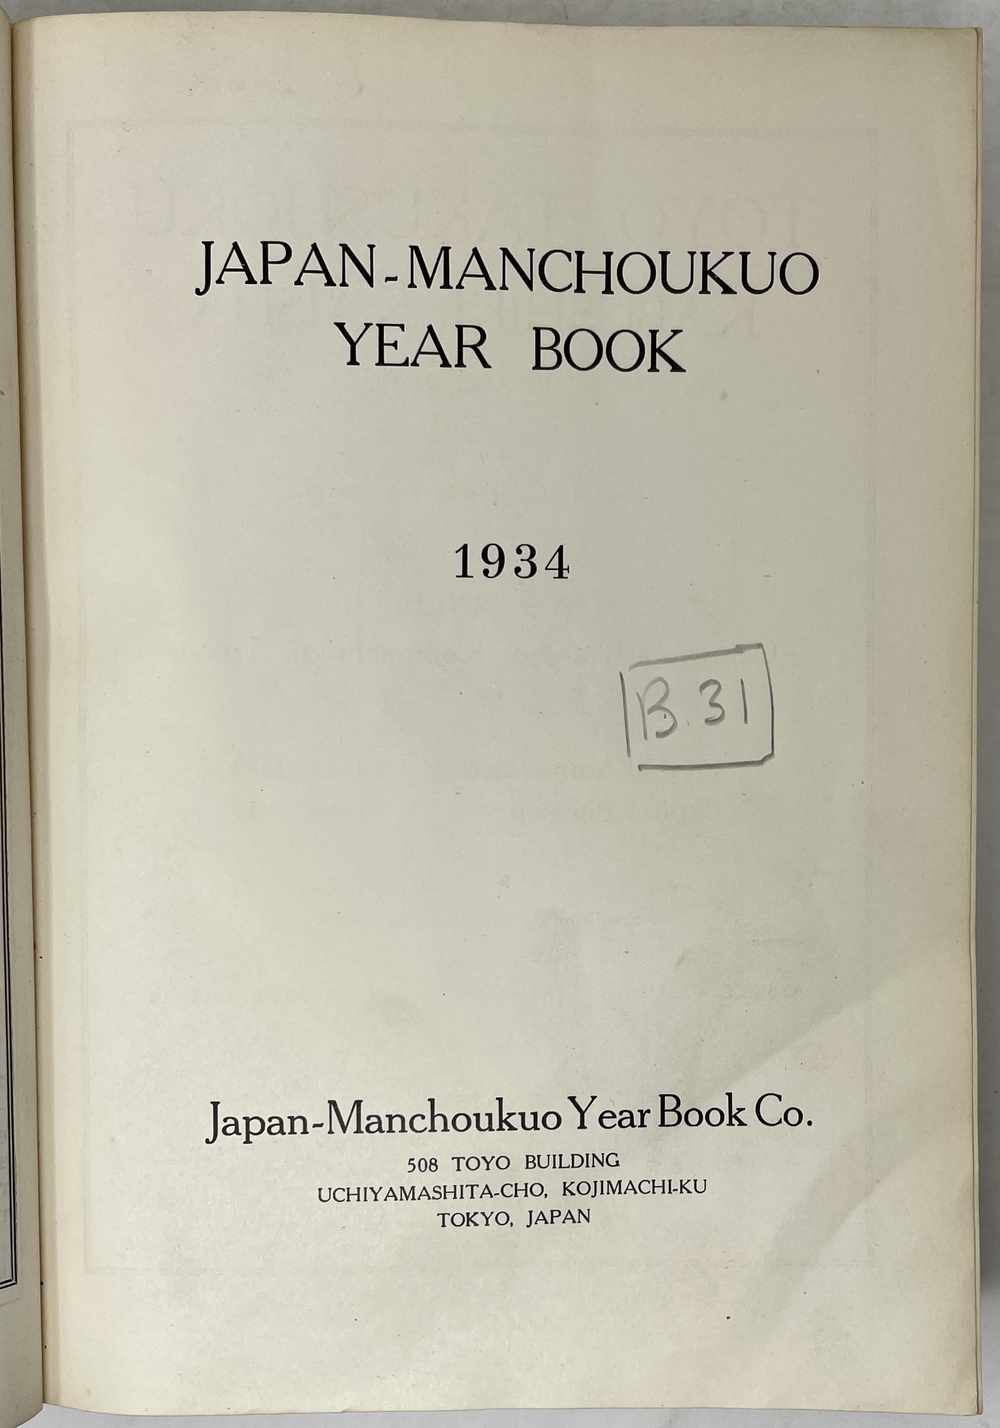 JAPAN-MANCHOUKUO
YEAR BOOK
1934
B.31
Japan-Manchoukuo Year Book Co.
508 TOYO BUILDING
UCHIYAMASHITA-CHO, KOJIMACHI-KU
TOKYO, JAPAN